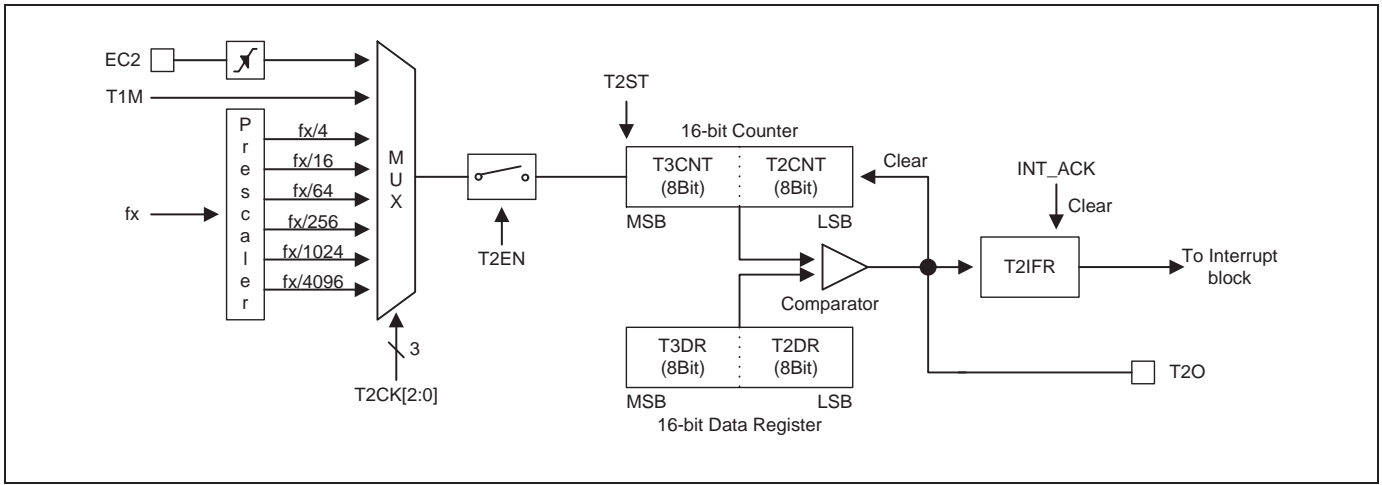 EC2
T1M
fx
Prescaler
fx/4
fx/16
fx/64
fx/256
fx/1024
fx/4096
MUX
3
T2CK[2:0]
T2EN
T2ST
16-bit Counter
T3CNT
(8Bit)
T2CNT
(8Bit)
MSB
LSB
Clear
Comparator
T3DR
(8Bit)
T2DR
(8Bit)
MSB
LSB
16-bit Data Register
INT_ACK
Clear
T2IFR
To Interrupt
block
T2O